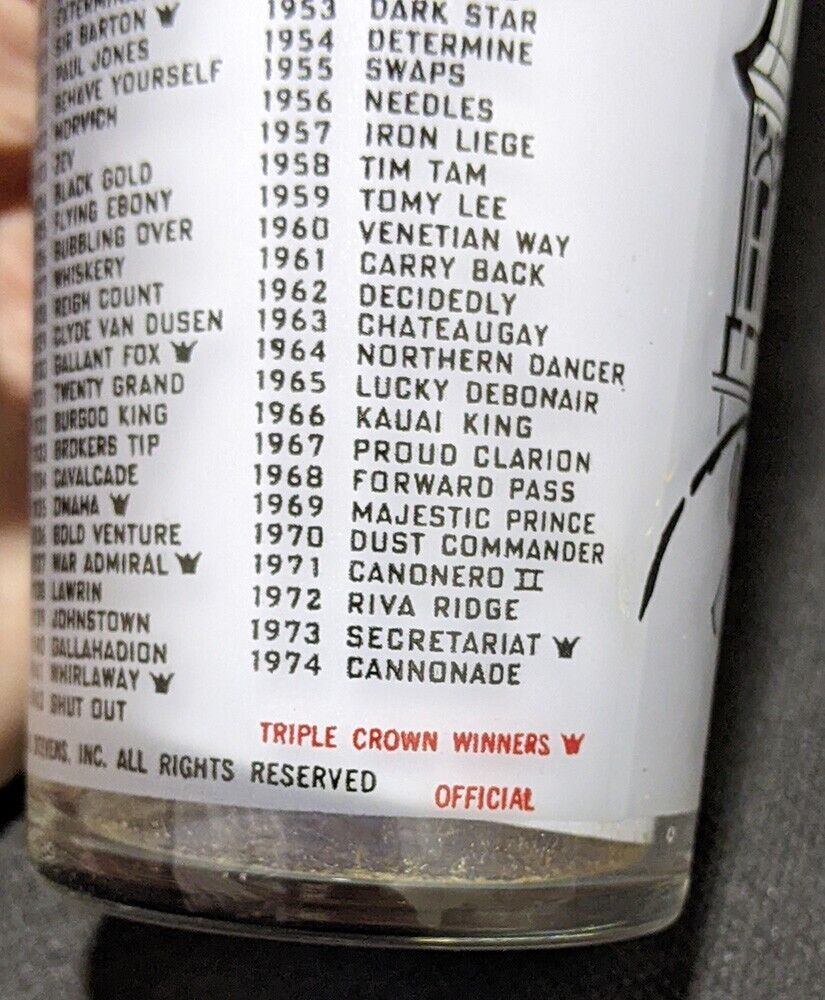 SIR BARTON
PAUL JONES
BEHAVE YOURSELF
MORVICH
ZEV
BLACK GOLD
FLYING EBONY
BUBBLING OVER
WHISKERY
REIGH COUNT
CLYDE VAN DUSEN
GALLANT FOX
TWENTY GRAND
BURGOO KING
BROKERS TIP
CAVALCADE
OMAHA
BOLD VENTURE
WAR ADMIRAL
LAWRIN
JOHNSTOWN
GALLAHADION
WHIRLAWAY
SHUT OUT
1953 DARK STAR
1954 DETERMINE
1955 SWAPS
1956 NEEDLES
1957 IRON LIEGE
1958 TIM TAM
1959 TOMY LEE
1960 VENETIAN WAY
1961 CARRY BACK
1962 DECIDEDLY
1963 CHATEAUGAY
1964 NORTHERN DANCER
1965 LUCKY DEBONAIR
1966 KAUAI KING
1967 PROUD CLARION
1968 FORWARD PASS
1969 MAJESTIC PRINCE
1970 DUST COMMANDER
1971 CANONERO II
1972 RIVA RIDGE
1973 SECRETARIAT
1974 CANNONADE
TRIPLE CROWN WINNERS
STEVENS, INC. ALL RIGHTS RESERVED
OFFICIAL